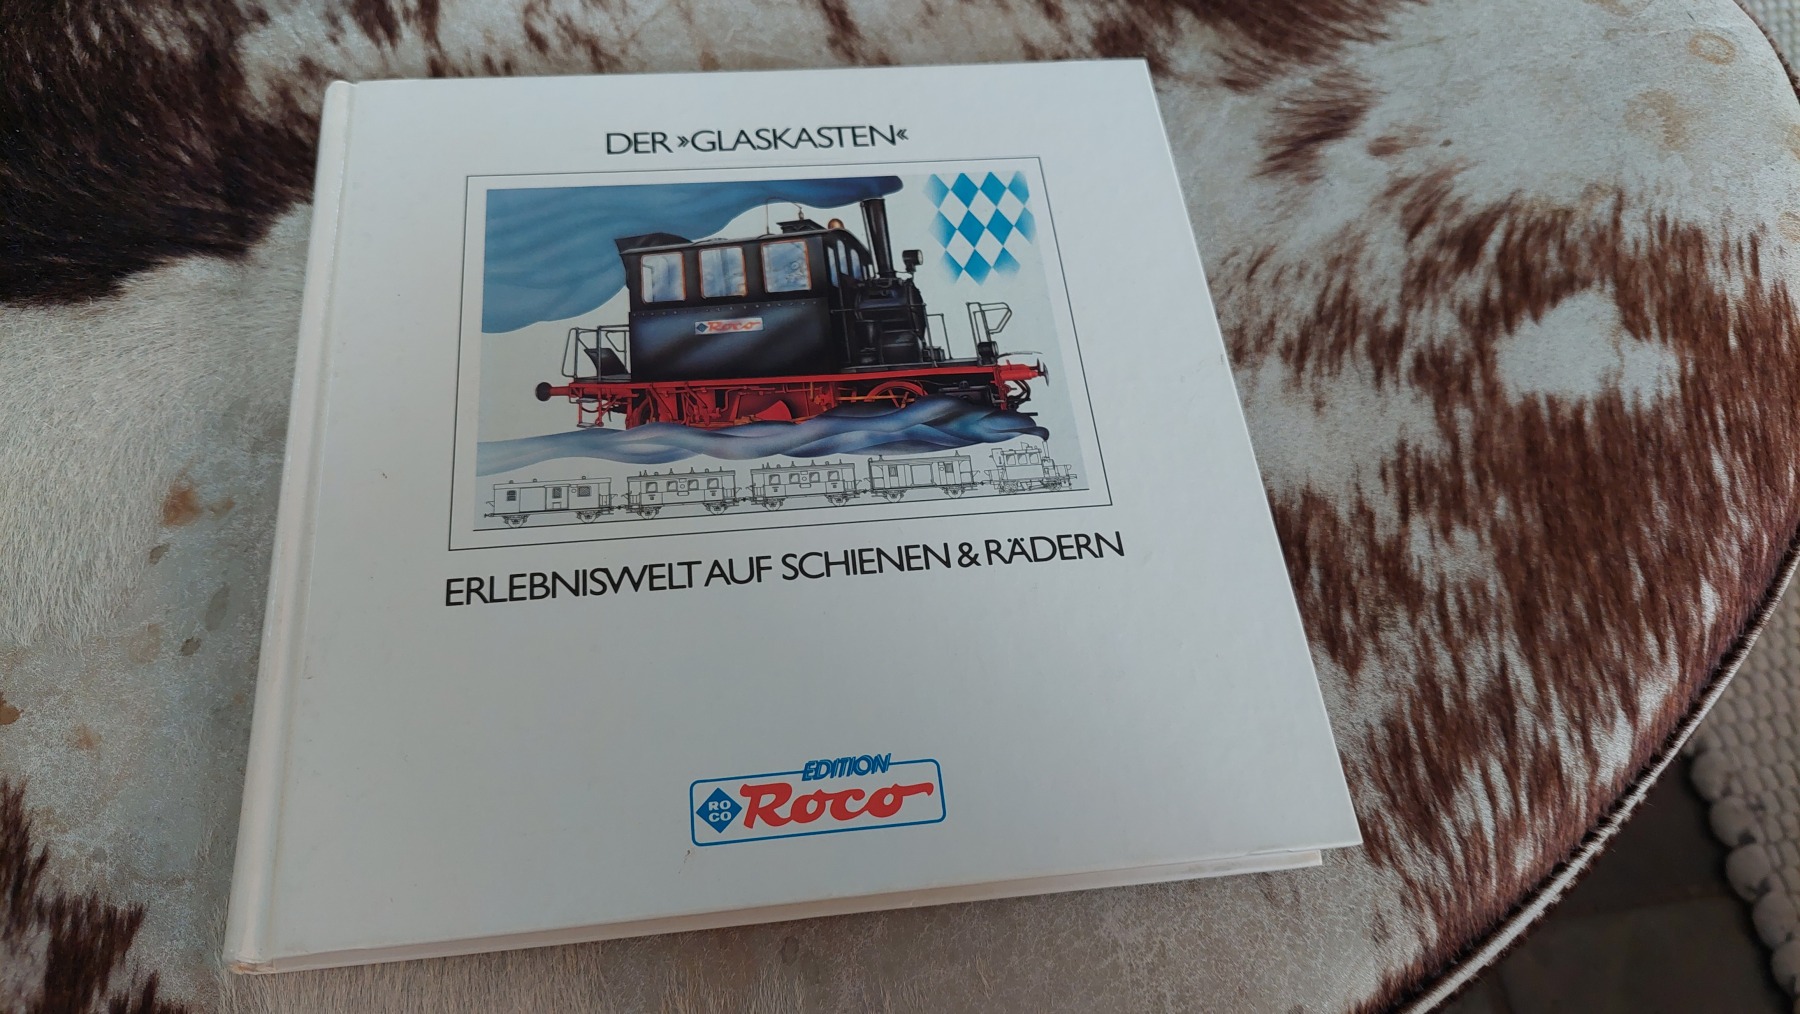 DER »GLASKASTEN«
Roco
ERLEBNISWELT AUF SCHIENEN & RÄDERN
EDITION
RO
CO
Roco